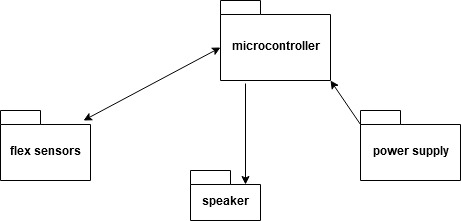 microcontroller
flex sensors
power supply
speaker